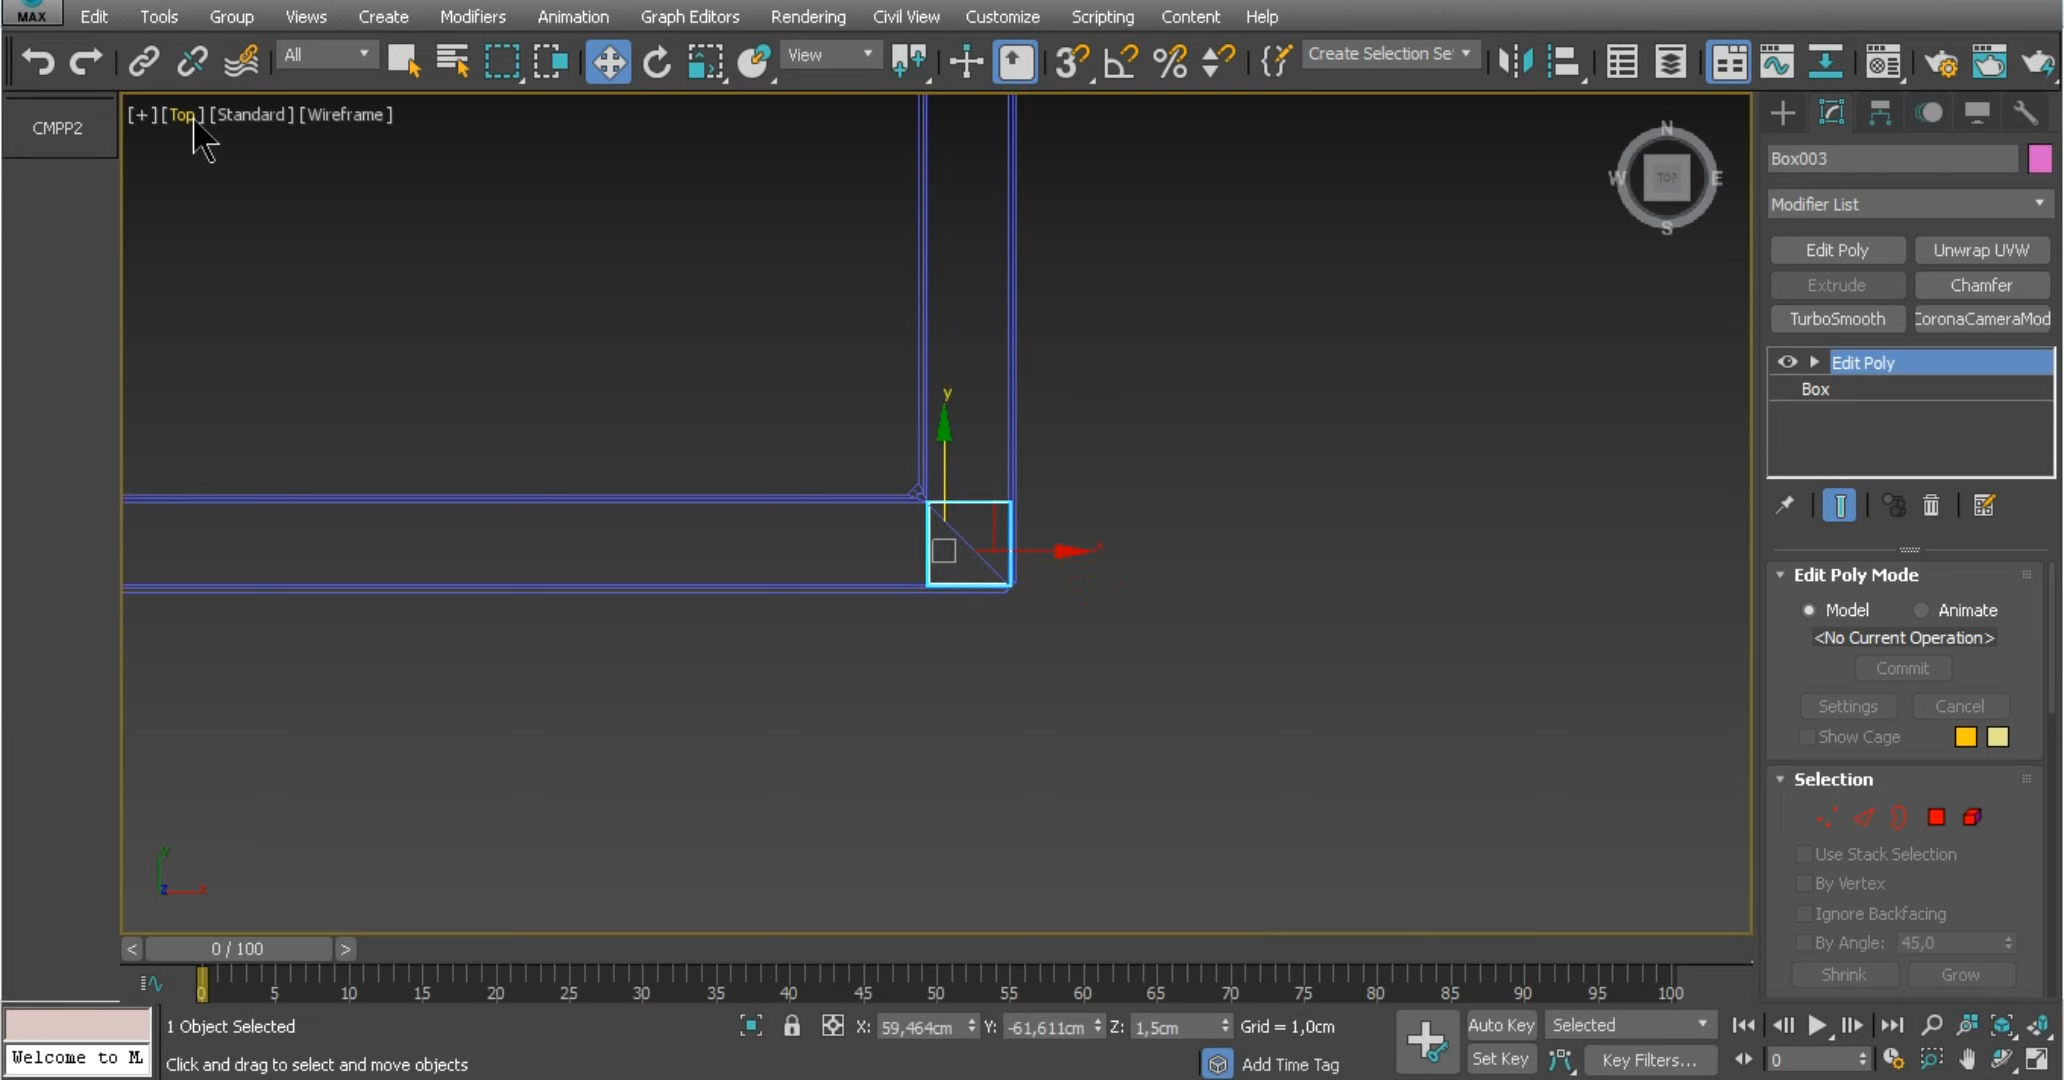 MAX Edit Tools Group Views Create Modifiers Animation Graph Editors Rendering Civil View Customize Scripting Content Help
All View Create Selection Se
CMPP2
[+] [Top] [Standard] [Wireframe]
N
W TOP E
S
y
x
y
z x
Box003
Modifier List
Edit Poly Unwrap UVW
Extrude Chamfer
TurboSmooth CoronaCameraMod
Edit Poly
Box
Edit Poly Mode
Model Animate
<No Current Operation>
Commit
Settings Cancel
Show Cage
Selection
Use Stack Selection
By Vertex
Ignore Backfacing
By Angle: 45,0
Shrink Grow
< 0 / 100 >
0 5 10 15 20 25 30 35 40 45 50 55 60 65 70 75 80 85 90 95 100
1 Object Selected X: 59,464cm Y: -61,611cm Z: 1,5cm Grid = 1,0cm Auto Key Selected
Welcome to M Click and drag to select and move objects Add Time Tag Set Key Key Filters... 0